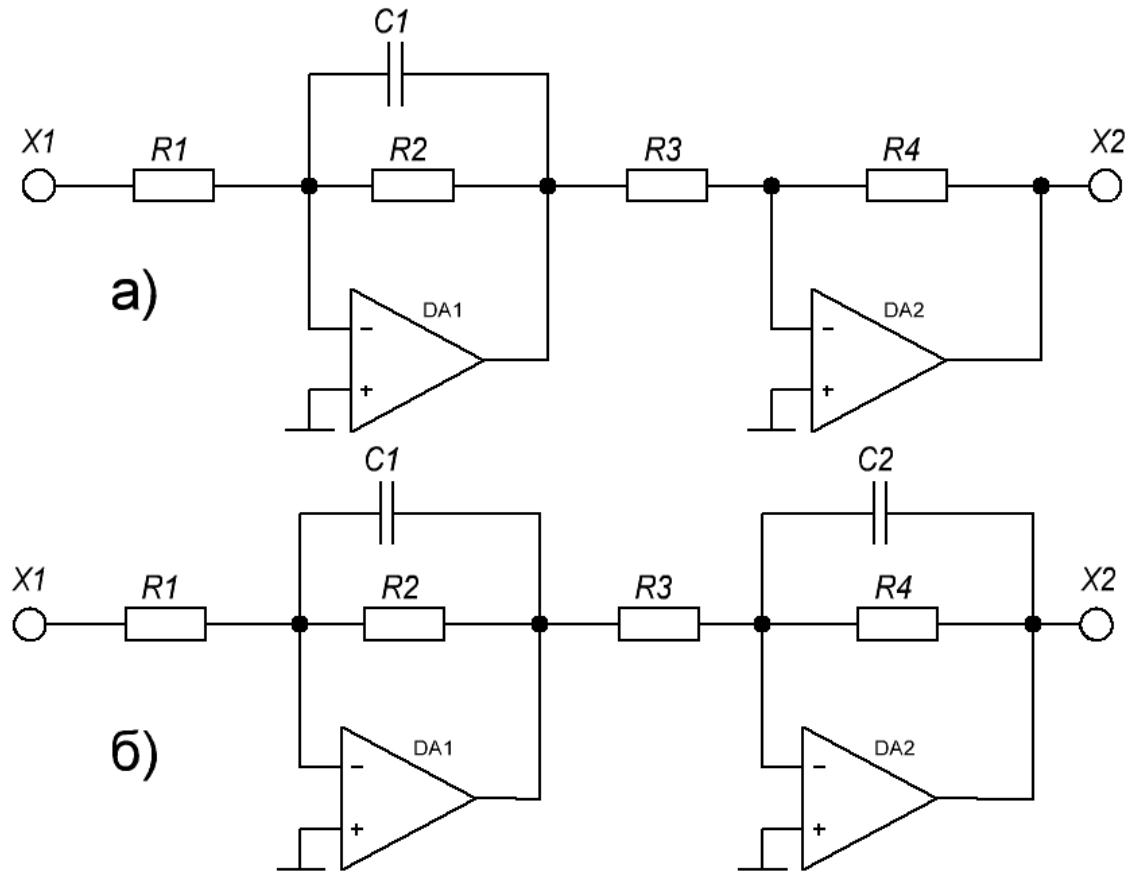 C1
X1 R1 R2 R3 R4 X2
а)
DA1 DA2
− −
+ +
C1 C2
X1 R1 R2 R3 R4 X2
б)
DA1 DA2
− −
+ +